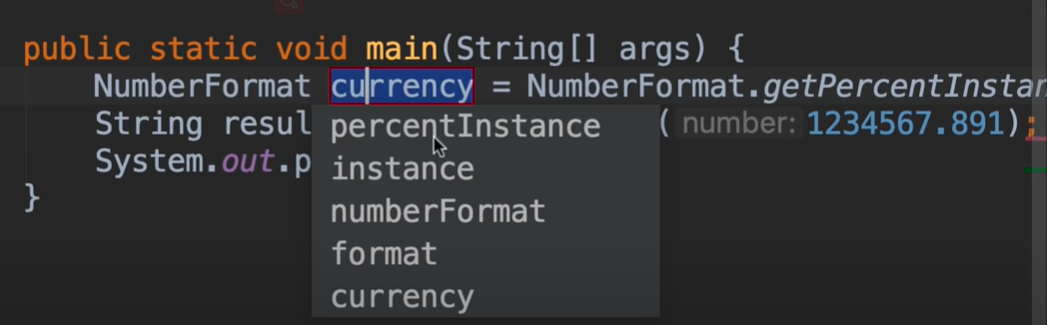 public static void main(String[] args) {
NumberFormat currency = NumberFormat.getPercentInstan
String resul (number: 1234567.891);
System.out.p
}
percentInstance
instance
numberFormat
format
currency